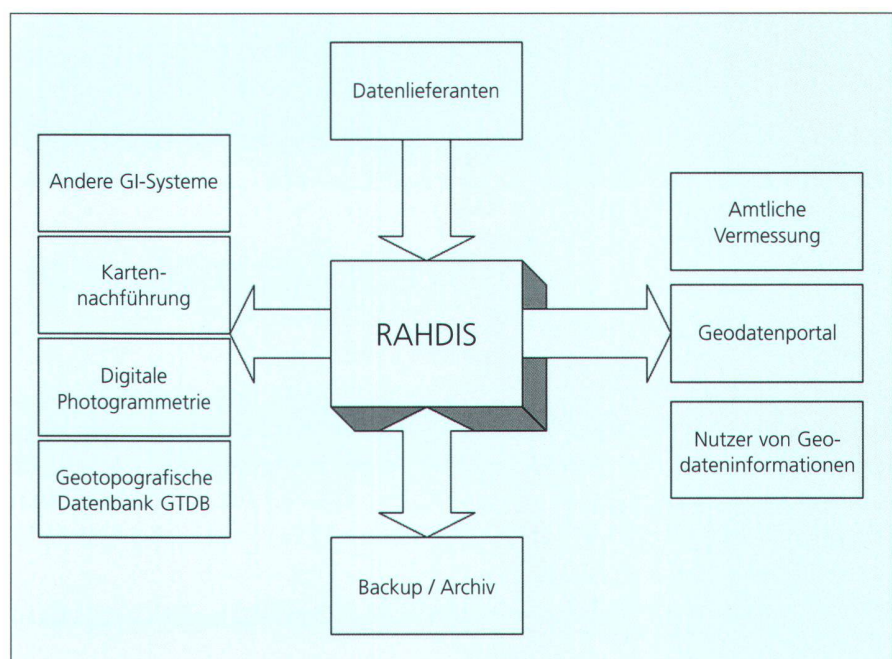 Datenlieferanten
Andere GI-Systeme
Karten-
nachführung
Digitale
Photogrammetrie
Geotopografische
Datenbank GTDB
RAHDIS
Amtliche
Vermessung
Geodatenportal
Nutzer von Geo-
dateninformationen
Backup / Archiv